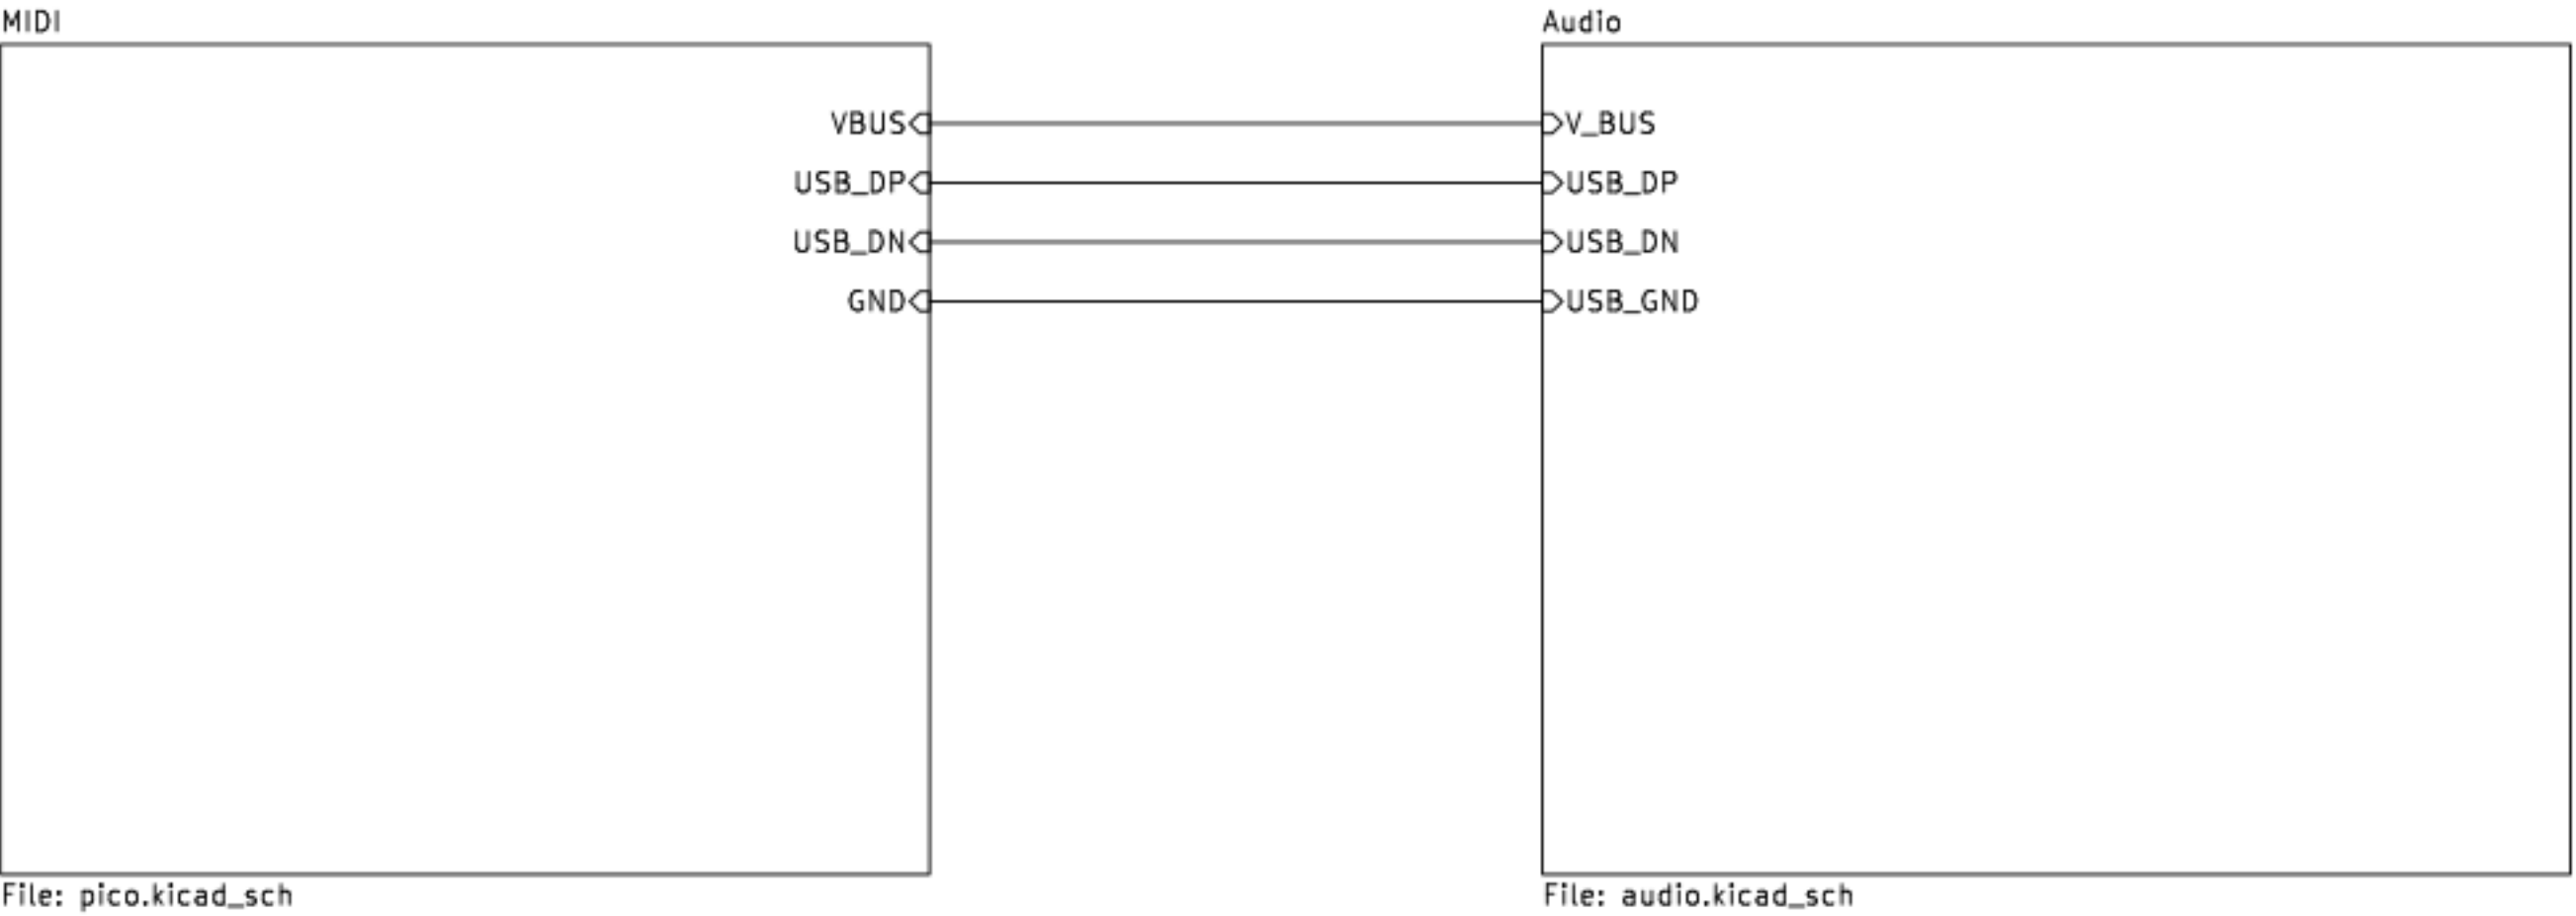 MIDI
Audio
VBUS
V_BUS
USB_DP
USB_DP
USB_DN
USB_DN
GND
USB_GND
File: pico.kicad_sch
File: audio.kicad_sch